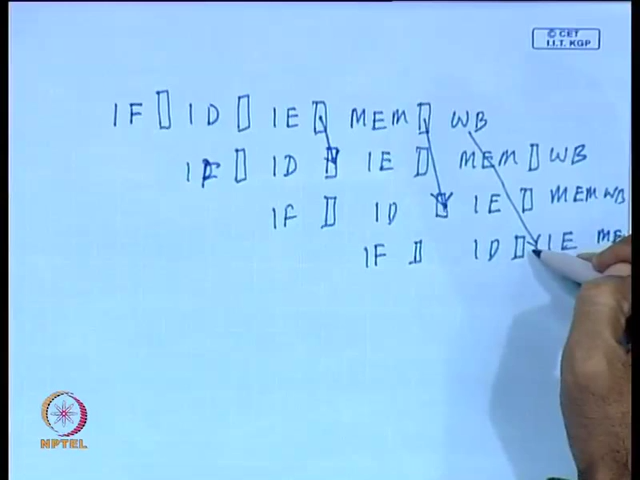 © CET
I.I.T. KGP
IF ID IE MEM WB
IF ID IE MEM WB
IF ID IE MEM WB
IF ID IE
NPTEL